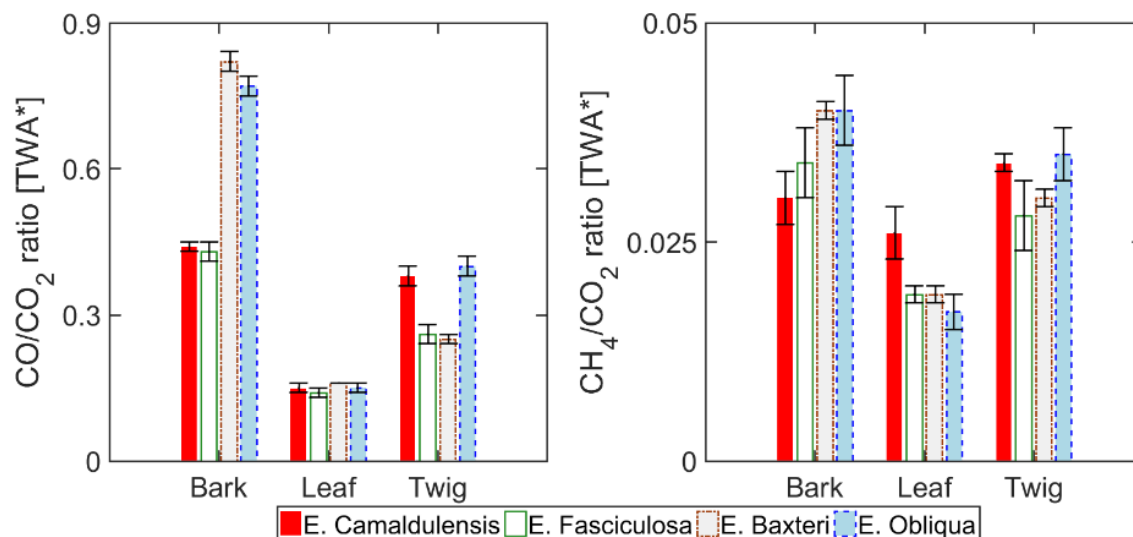 CO/CO2 ratio [TWA*]
0.9
0.6
0.3
0
Bark Leaf Twig
CH4/CO2 ratio [TWA*]
0.05
0.025
0
Bark Leaf Twig
E. Camaldulensis E. Fasciculosa E. Baxteri E. Obliqua